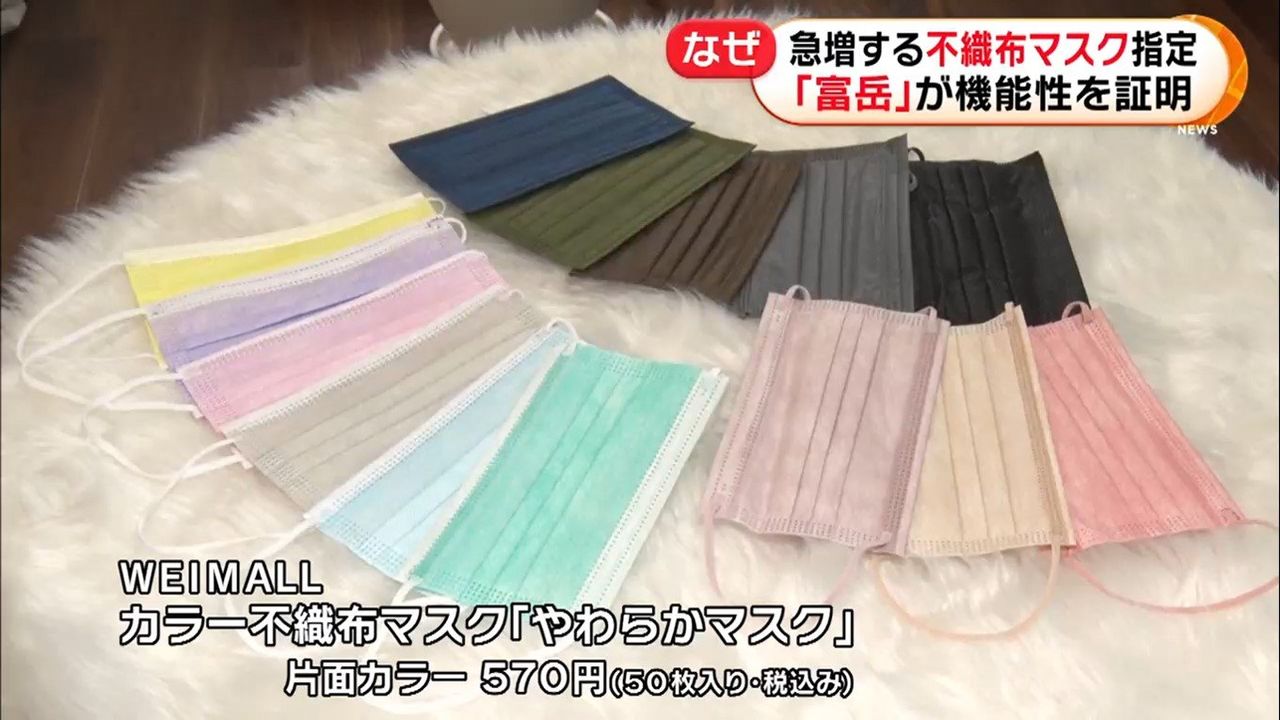 なぜ
急増する不織布マスク指定
「富岳」が機能性を証明
NEWS
WEIMALL
カラー不織布マスク「やわらかマスク」
片面カラー 570円(50枚入り・税込み)